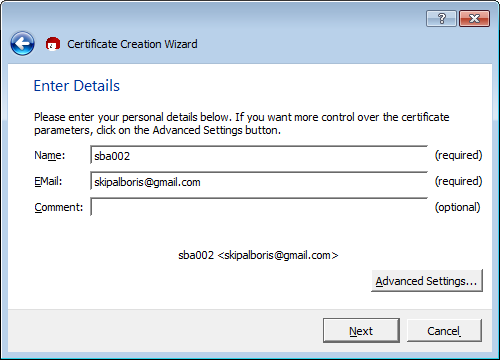 Certificate Creation Wizard
Enter Details
Please enter your personal details below. If you want more control over the certificate
parameters, click on the Advanced Settings button.
Name: sba002 (required)
EMail: skipalboris@gmail.com (required)
Comment: (optional)
sba002 <skipalboris@gmail.com>
Advanced Settings...
Next Cancel